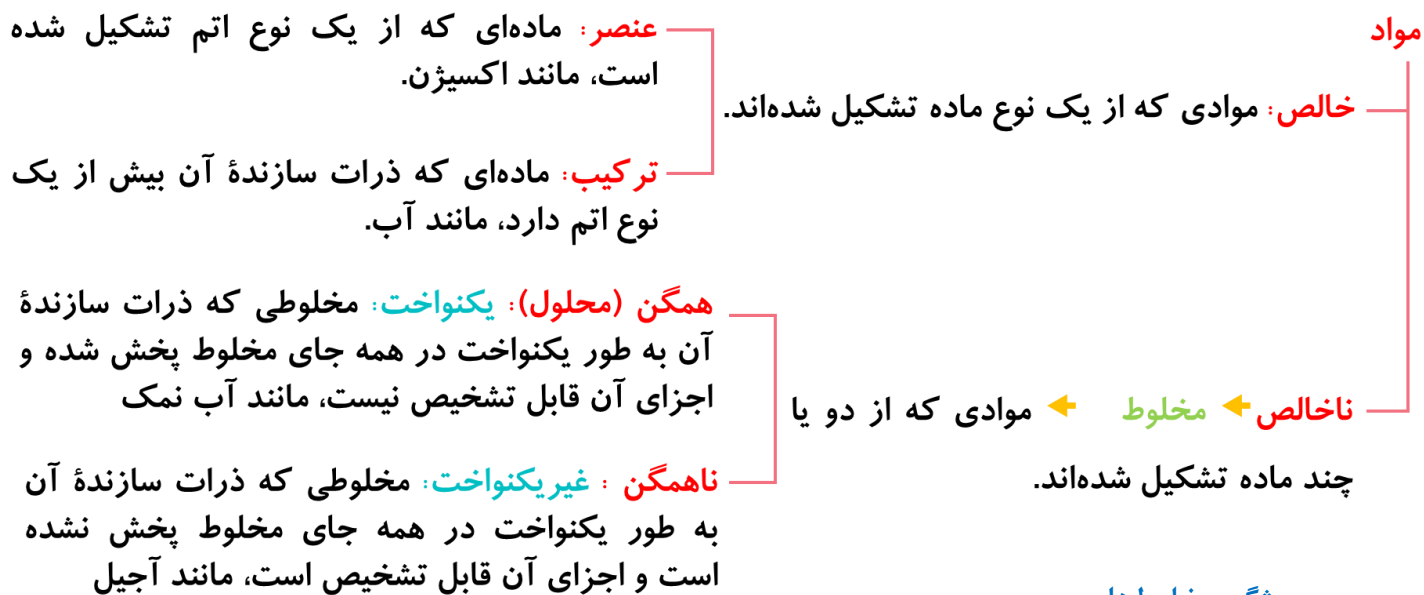 مواد
خالص: موادی که از یک نوع ماده تشکیل شده‌اند.
عنصر: ماده‌ای که از یک نوع اتم تشکیل شده
است، مانند اکسیژن.
ترکیب: ماده‌ای که ذرات سازندهٔ آن بیش از یک
نوع اتم دارد، مانند آب.
ناخالص مخلوط موادی که از دو یا
چند ماده تشکیل شده‌اند.
همگن (محلول): یکنواخت: مخلوطی که ذرات سازندهٔ
آن به طور یکنواخت در همه جای مخلوط پخش شده و
اجزای آن قابل تشخیص نیست، مانند آب نمک
ناهمگن : غیریکنواخت: مخلوطی که ذرات سازندهٔ آن
به طور یکنواخت در همه جای مخلوط پخش نشده
است و اجزای آن قابل تشخیص است، مانند آجیل